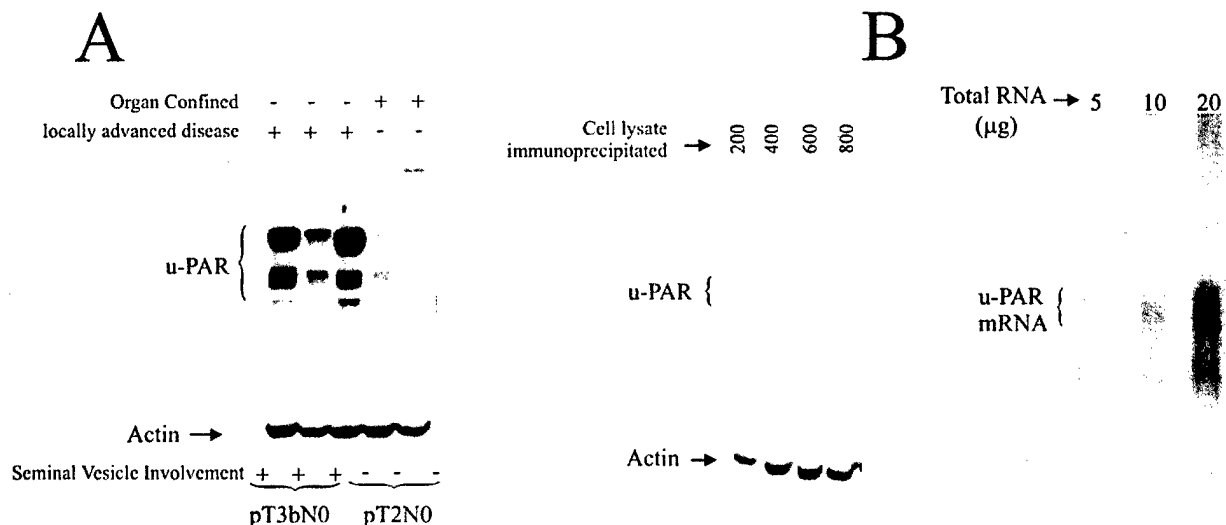 A
Organ Confined - - - + +
locally advanced disease + + + - -
u-PAR
Actin →
Seminal Vesicle Involvement + + + - - -
pT3bN0 pT2N0
B
Cell lysate
immunoprecipitated → 200 400 600 800
u-PAR {
Actin →
Total RNA → 5 10 20
(µg)
u-PAR
mRNA